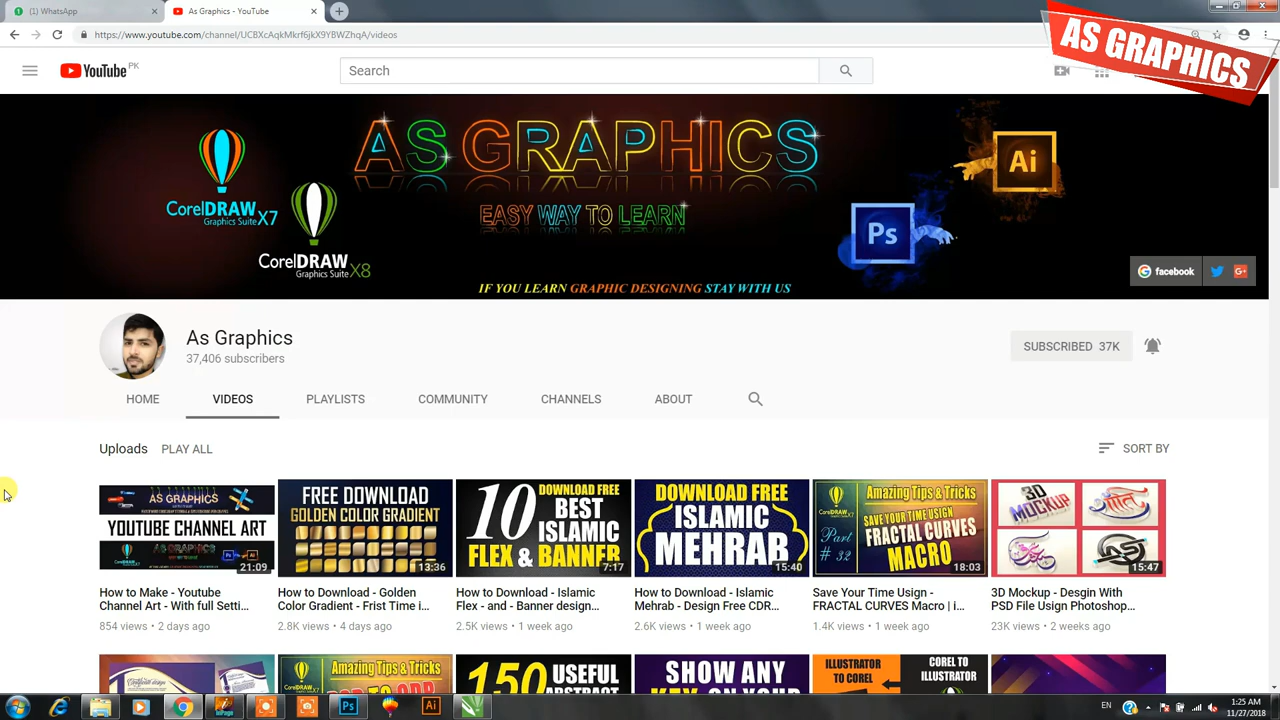 (1) WhatsApp
As Graphics - YouTube
https://www.youtube.com/channel/UCBXcAqkMkrf6jkX9YBWZhqA/videos
AS GRAPHICS
YouTube PK
Search
AS GRAPHICS
EASY WAY TO LEARN
CorelDRAW
Graphics Suite X7
CorelDRAW
Graphics Suite X8
Ai
Ps
IF YOU LEARN GRAPHIC DESIGNING STAY WITH US
facebook
As Graphics
37,406 subscribers
SUBSCRIBED 37K
HOME VIDEOS PLAYLISTS COMMUNITY CHANNELS ABOUT
Uploads PLAY ALL SORT BY
AS GRAPHICS
YOUTUBE CHANNEL ART
21:09
How to Make - Youtube
Channel Art - With full Setti...
854 views • 2 days ago
FREE DOWNLOAD
GOLDEN COLOR GRADIENT
13:36
How to Download - Golden
Color Gradient - Frist Time i...
2.8K views • 4 days ago
10 DOWNLOAD FREE
BEST
ISLAMIC
FLEX & BANNER
7:17
How to Download - Islamic
Flex - and - Banner design...
2.5K views • 1 week ago
DOWNLOAD FREE
ISLAMIC
MEHRAB
15:40
How to Download - Islamic
Mehrab - Design Free CDR...
2.6K views • 1 week ago
Amazing Tips & Tricks
SAVE YOUR TIME USIGN
FRACTAL CURVES
MACRO
Part
# 32
18:03
Save Your Time Usign -
FRACTAL CURVES Macro | i...
1.4K views • 1 week ago
3D
MOCKUP
15:47
3D Mockup - Desgin With
PSD File Usign Photoshop...
23K views • 2 weeks ago
Amazing Tips & Tricks
150 USEFUL
SHOW ANY
ILLUSTRATOR
TO COREL
COREL TO
ILLUSTRATOR
InPage
Ps
Ai
EN
1:25 AM
11/27/2018